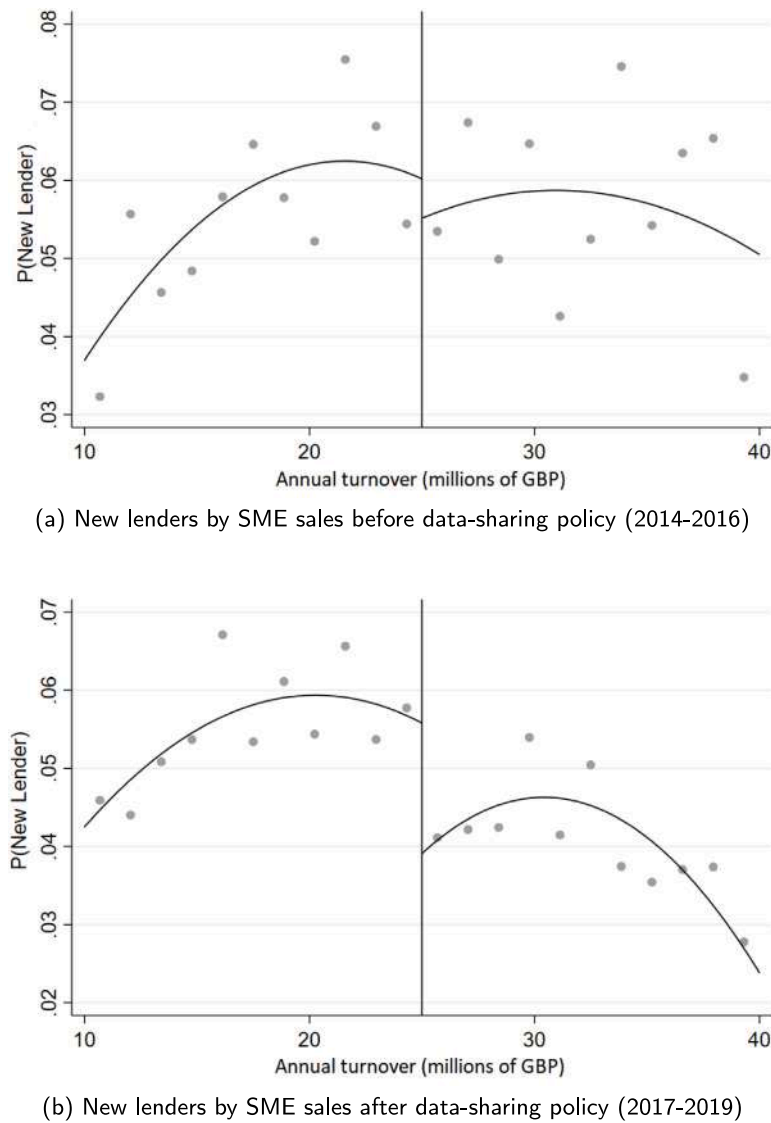 .08
.07
.06
.05
.04
.03
P(New Lender)
10 20 30 40
Annual turnover (millions of GBP)
(a) New lenders by SME sales before data-sharing policy (2014-2016)
.07
.06
.05
.04
.03
.02
P(New Lender)
10 20 30 40
Annual turnover (millions of GBP)
(b) New lenders by SME sales after data-sharing policy (2017-2019)